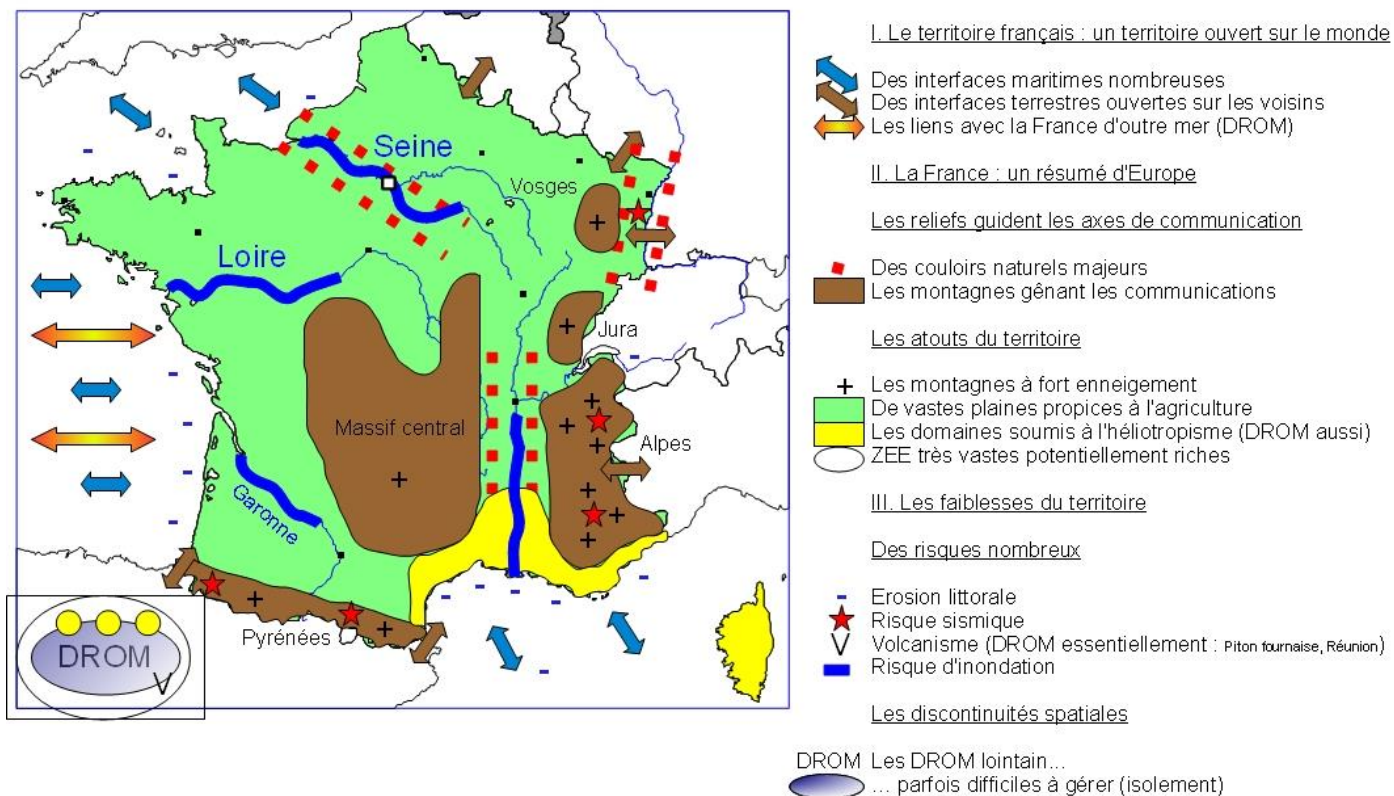 Seine
Vosges
Loire
Jura
Massif central
Alpes
Garonne
Pyrénées
DROM
V
I. Le territoire français : un territoire ouvert sur le monde
Des interfaces maritimes nombreuses
Des interfaces terrestres ouvertes sur les voisins
Les liens avec la France d'outre mer (DROM)
II. La France : un résumé d'Europe
Les reliefs guident les axes de communication
Des couloirs naturels majeurs
Les montagnes gênant les communications
Les atouts du territoire
Les montagnes à fort enneigement
De vastes plaines propices à l'agriculture
Les domaines soumis à l'héliotropisme (DROM aussi)
ZEE très vastes potentiellement riches
III. Les faiblesses du territoire
Des risques nombreux
Erosion littorale
Risque sismique
V Volcanisme (DROM essentiellement : Piton fournaise, Réunion)
Risque d'inondation
Les discontinuités spatiales
DROM Les DROM lointain...
... parfois difficiles à gérer (isolement)